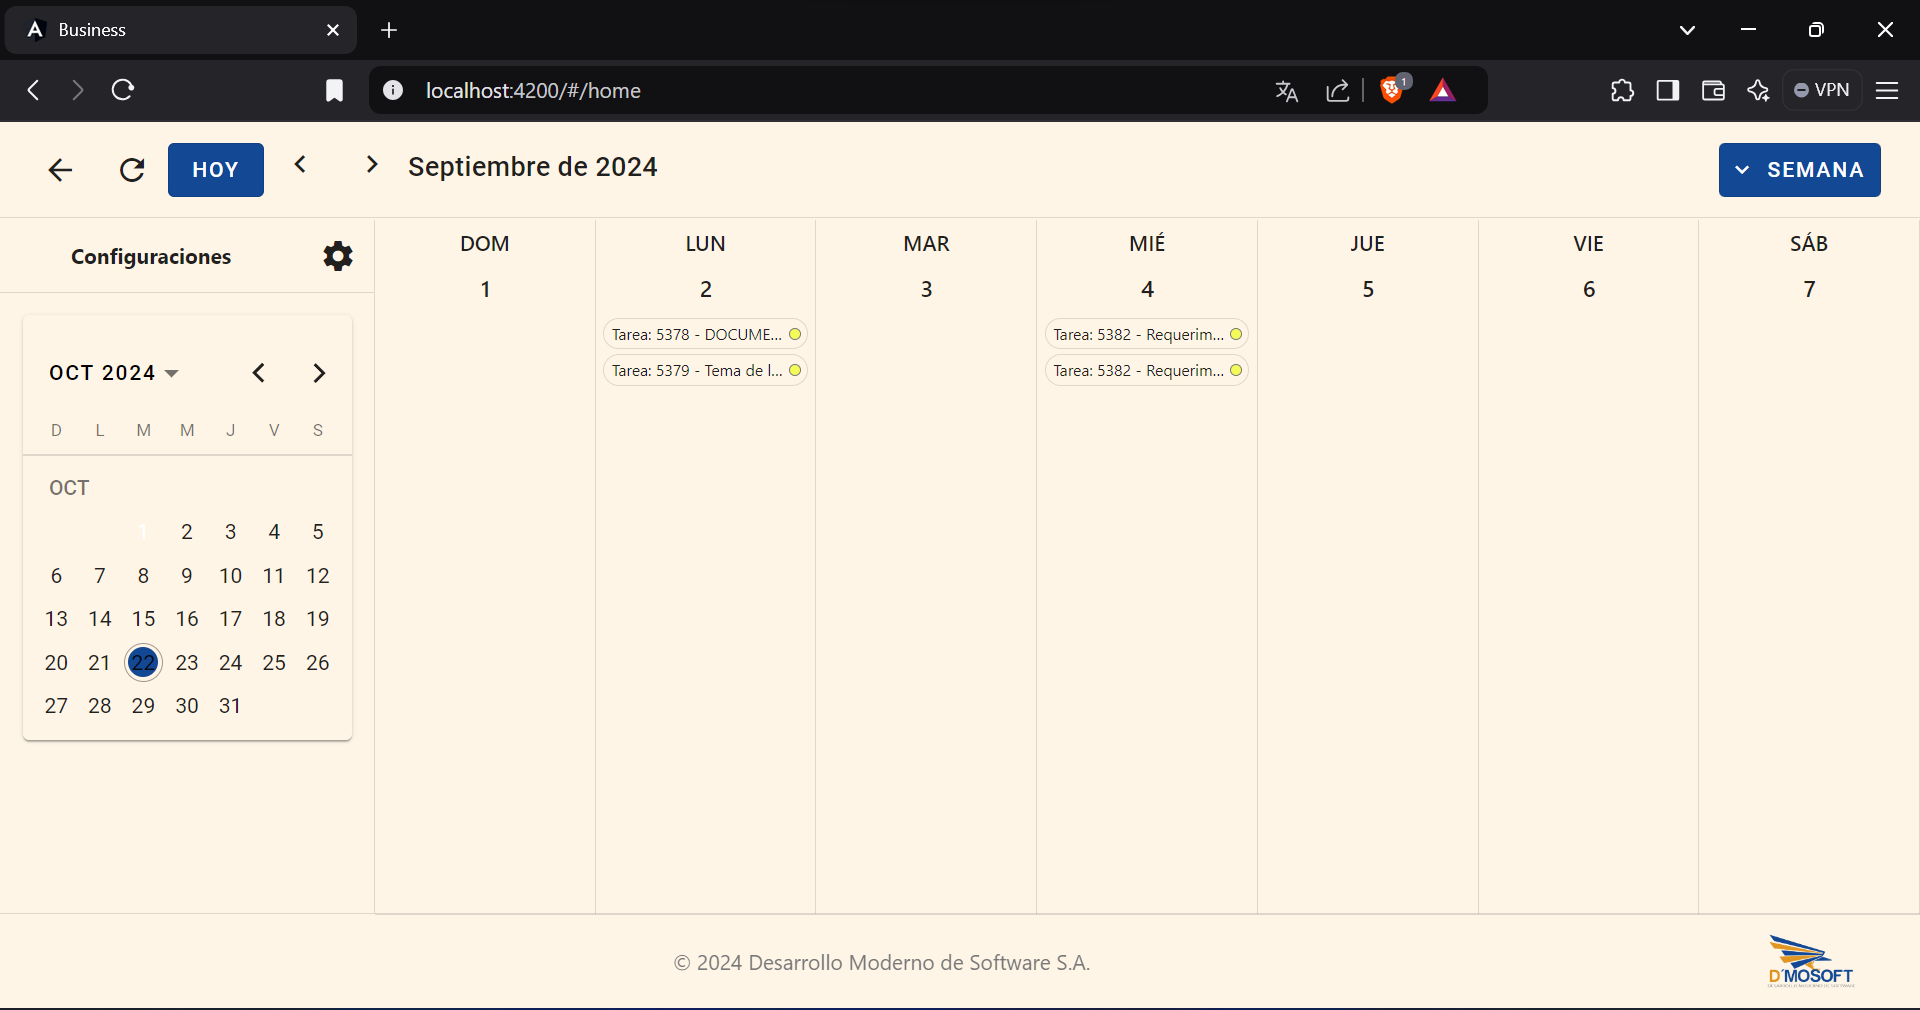 Business
localhost:4200/#/home
1
VPN
HOY
Septiembre de 2024
SEMANA
Configuraciones
OCT 2024
D L M M J V S
OCT
1 2 3 4 5
6 7 8 9 10 11 12
13 14 15 16 17 18 19
20 21 22 23 24 25 26
27 28 29 30 31
DOM LUN MAR MIÉ JUE VIE SÁB
1 2 3 4 5 6 7
Tarea: 5378 - DOCUME... Tarea: 5382 - Requerim...
Tarea: 5379 - Tema de l... Tarea: 5382 - Requerim...
© 2024 Desarrollo Moderno de Software S.A.
D´MOSOFT